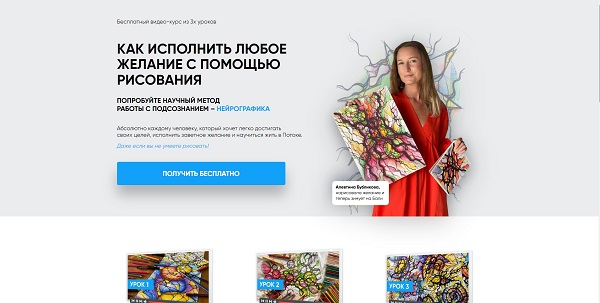 Бесплатный видео-курс из 3х уроков
КАК ИСПОЛНИТЬ ЛЮБОЕ
ЖЕЛАНИЕ С ПОМОЩЬЮ
РИСОВАНИЯ
ПОПРОБУЙТЕ НАУЧНЫЙ МЕТОД
РАБОТЫ С ПОДСОЗНАНИЕМ – НЕЙРОГРАФИКА
Абсолютно каждому человеку, который хочет легко достигать
своих целей, исполнить заветное желание и научиться жить в Потоке.
Даже если вы не умеете рисовать!
ПОЛУЧИТЬ БЕСПЛАТНО
Алевтина Бубликова,
нарисовала желание и
теперь зимует на Бали
УРОК 1
УРОК 2
УРОК 3